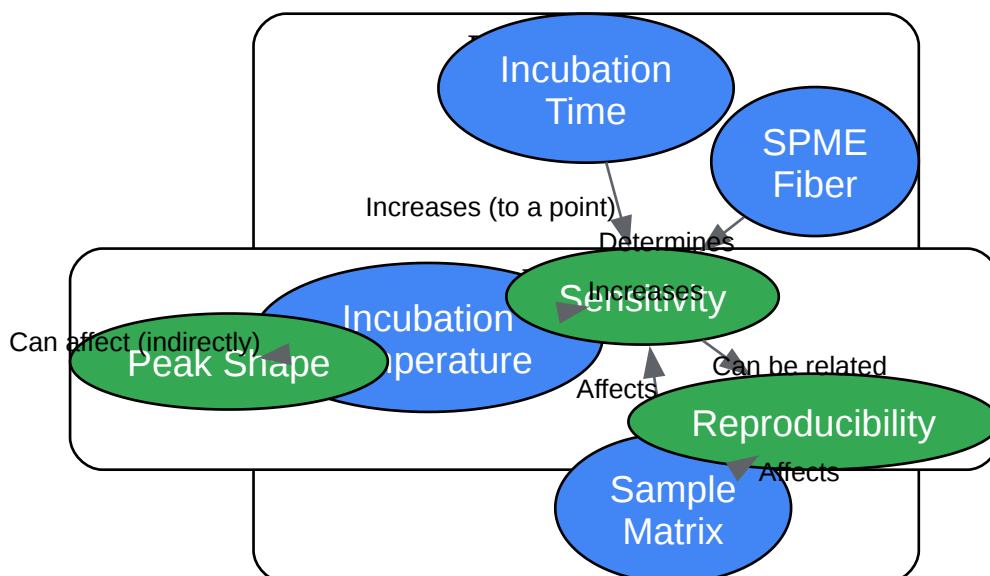 Incubation
Time
SPME
Fiber
Increases (to a point)
Determines
Sensitivity
Increases
Incubation
Can affect (indirectly)
Peak Shape
Can be related
Affects
Reproducibility
Affects
Sample
Matrix